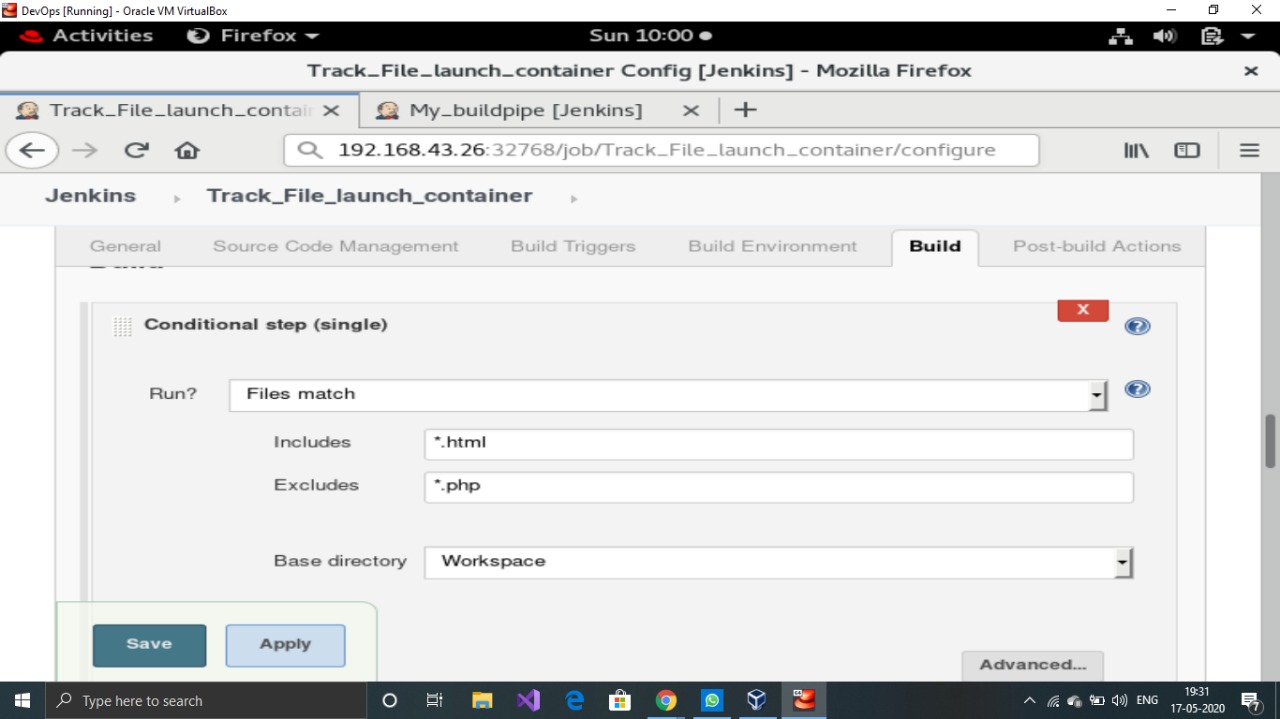 DevOps [Running] - Oracle VM VirtualBox
Activities Firefox Sun 10:00
Track_File_launch_container Config [Jenkins] - Mozilla Firefox
Track_File_launch_contain My_buildpipe [Jenkins]
192.168.43.26:32768/job/Track_File_launch_container/configure
Jenkins Track_File_launch_container
General Source Code Management Build Triggers Build Environment Build Post-build Actions
Build
Conditional step (single) X
Run? Files match
Includes *.html
Excludes *.php
Base directory Workspace
Save Apply
Advanced...
Type here to search ENG 19:31
17-05-2020 7